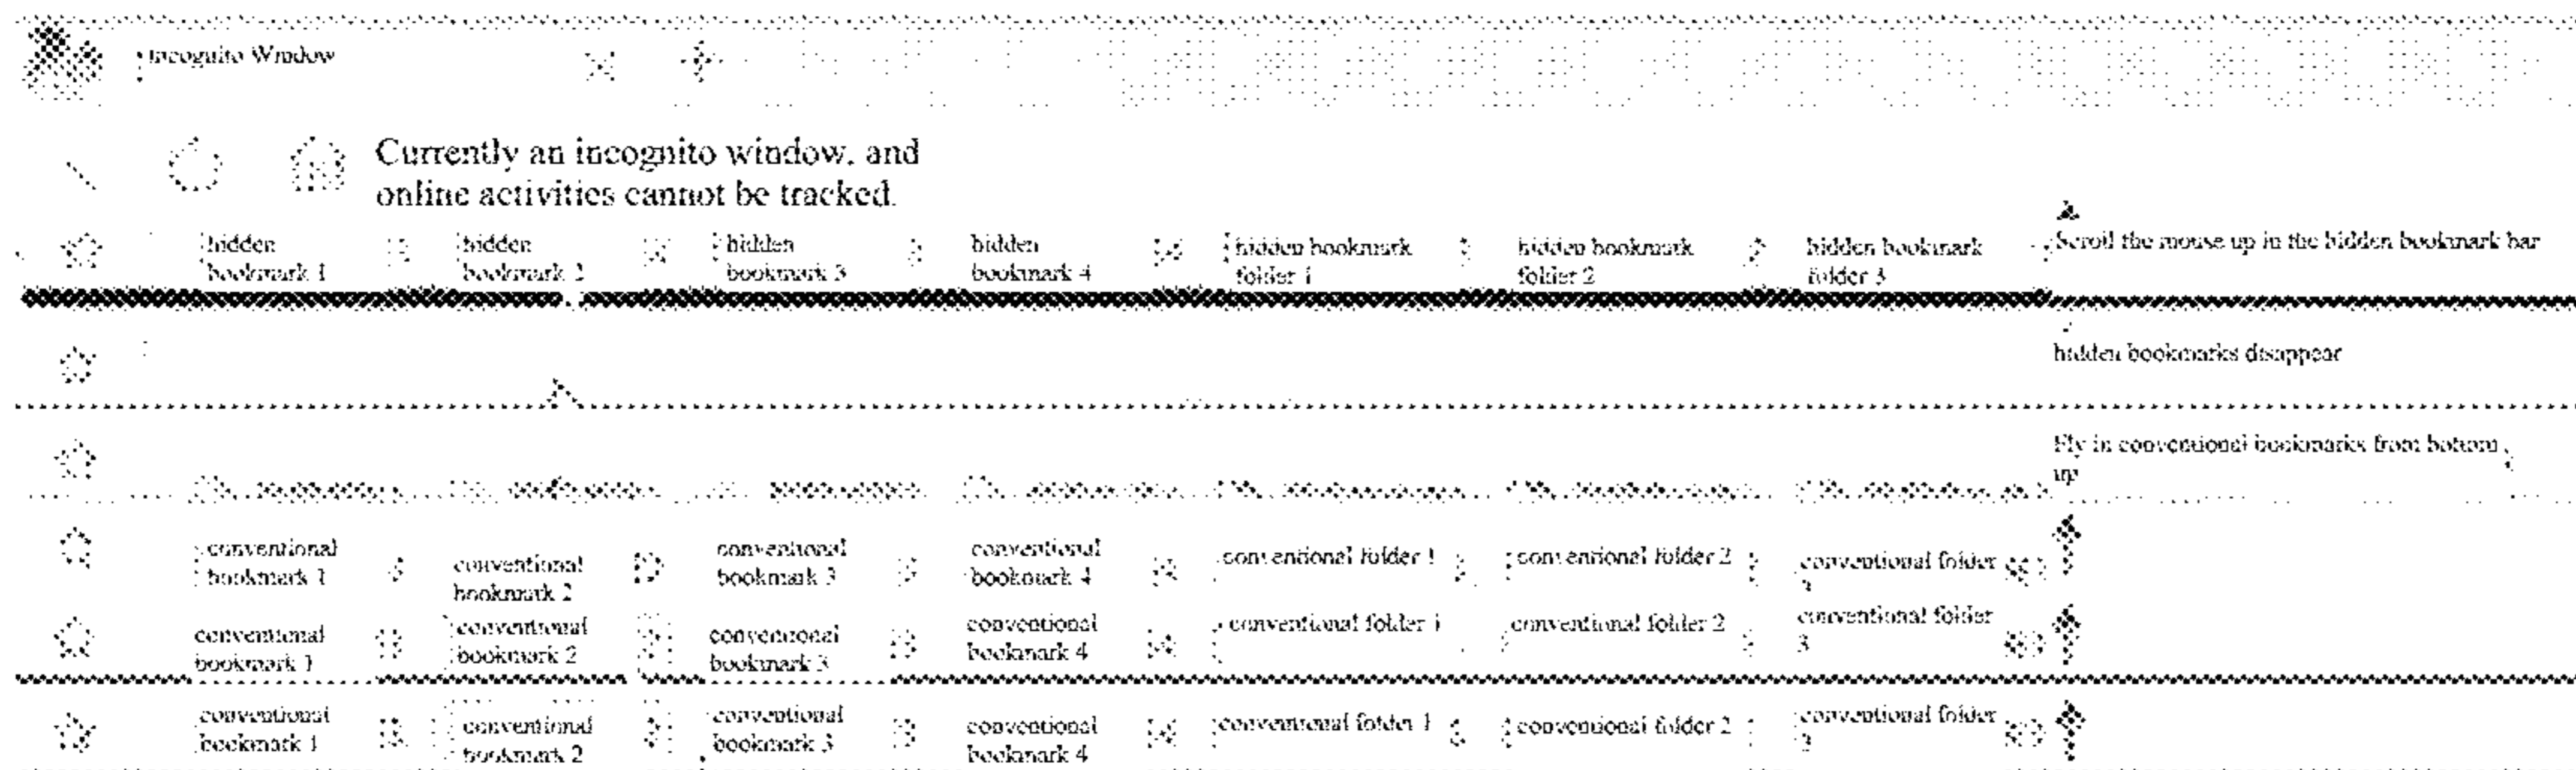 Incognito Window
Currently an incognito window, and
online activities cannot be tracked.
hidden bookmark 1 hidden bookmark 2 hidden bookmark 3 hidden bookmark 4 hidden bookmark folder 1 hidden bookmark folder 2 hidden bookmark folder 3 Scroll the mouse up in the hidden bookmark bar
hidden bookmarks disappear
Fly in conventional bookmarks from bottom
up
conventional bookmark 1 conventional bookmark 2 conventional bookmark 3 conventional bookmark 4 conventional folder 1 conventional folder 2 conventional folder 3
conventional bookmark 1 conventional bookmark 2 conventional bookmark 3 conventional bookmark 4 conventional folder 1 conventional folder 2 conventional folder 3
conventional bookmark 1 conventional bookmark 2 conventional bookmark 3 conventional bookmark 4 conventional folder 1 conventional folder 2 conventional folder 3